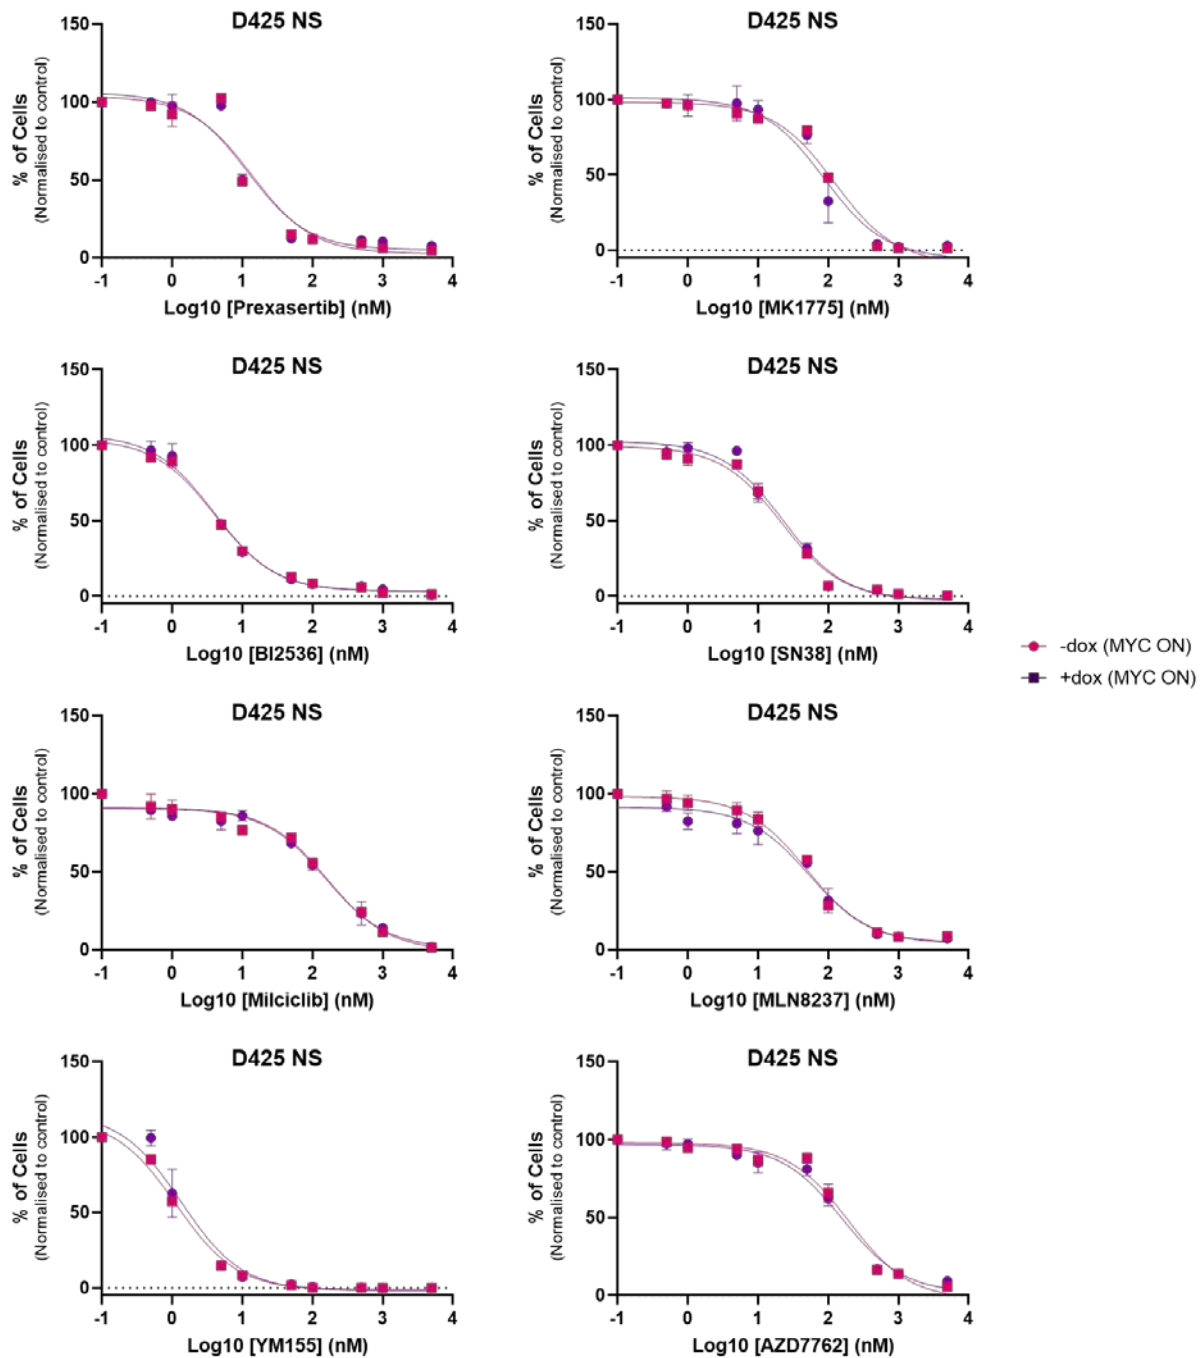 D425 NS
% of Cells
(Normalised to control)
150
100
50
0
-1 0 1 2 3 4
Log10 [Prexasertib] (nM)
D425 NS
% of Cells
(Normalised to control)
150
100
50
0
-1 0 1 2 3 4
Log10 [MK1775] (nM)
D425 NS
% of Cells
(Normalised to control)
150
100
50
0
-1 0 1 2 3 4
Log10 [BI2536] (nM)
D425 NS
% of Cells
(Normalised to control)
150
100
50
0
-1 0 1 2 3 4
Log10 [SN38] (nM)
-dox (MYC ON)
+dox (MYC ON)
D425 NS
% of Cells
(Normalised to control)
150
100
50
0
-1 0 1 2 3 4
Log10 [Milciclib] (nM)
D425 NS
% of Cells
(Normalised to control)
150
100
50
0
-1 0 1 2 3 4
Log10 [MLN8237] (nM)
D425 NS
% of Cells
(Normalised to control)
150
100
50
0
-1 0 1 2 3 4
Log10 [YM155] (nM)
D425 NS
% of Cells
(Normalised to control)
150
100
50
0
-1 0 1 2 3 4
Log10 [AZD7762] (nM)